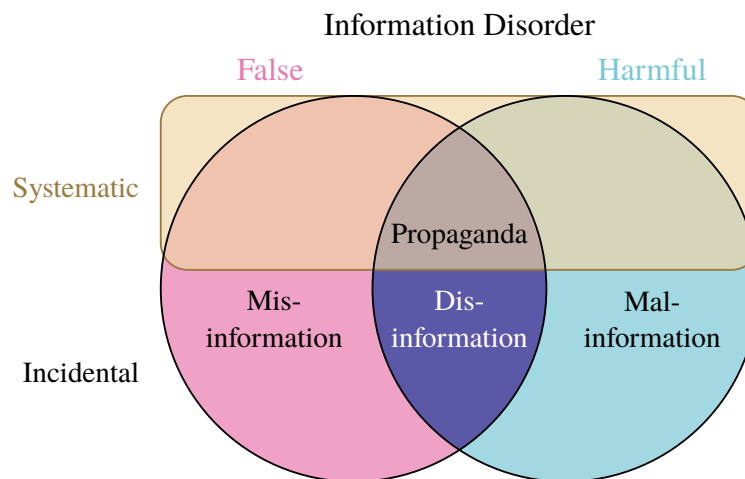 Information Disorder
False
Harmful
Systematic
Propaganda
Mis-
information
Dis-
information
Mal-
information
Incidental